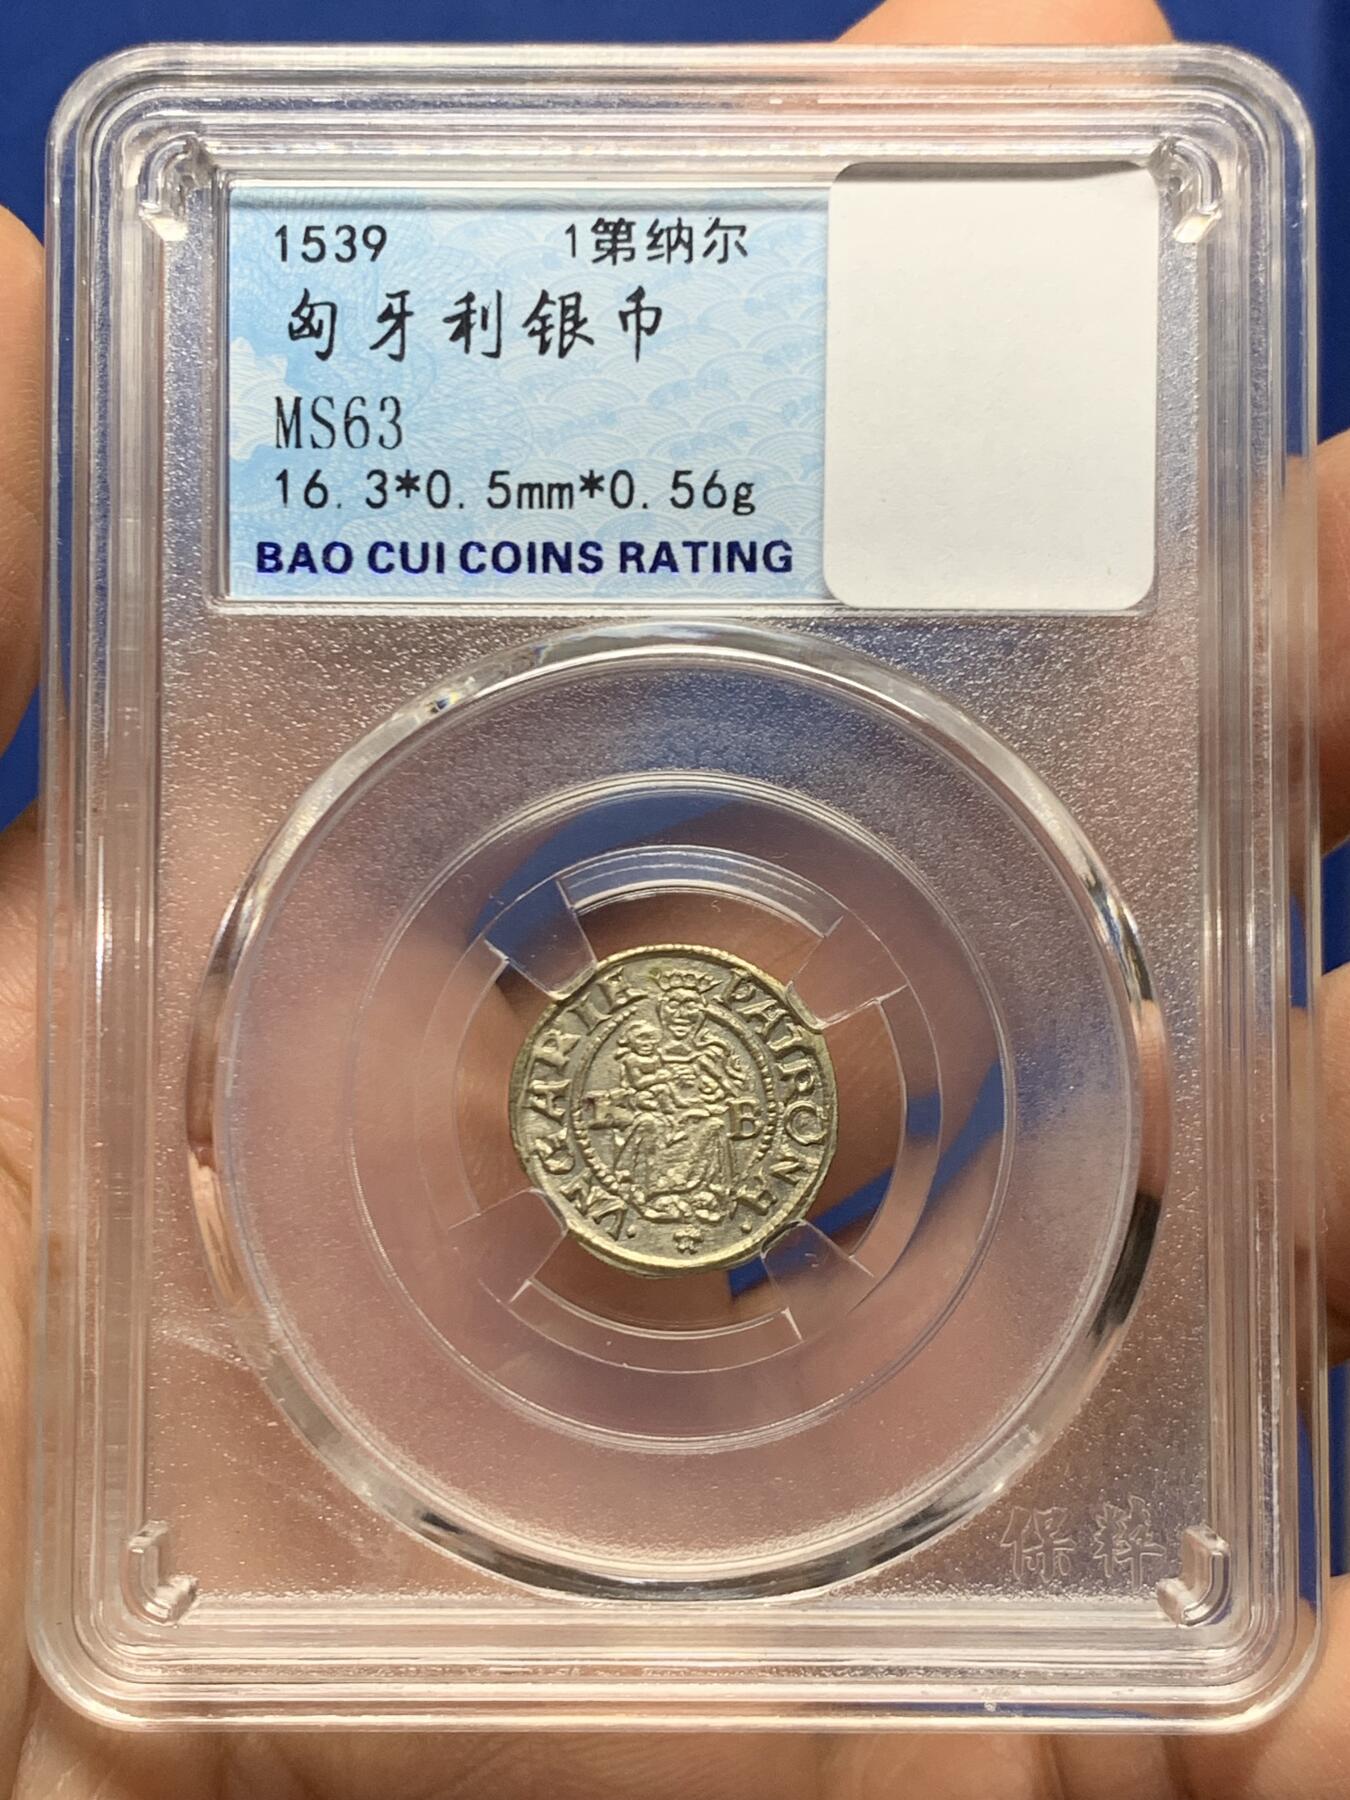 1539 1第纳尔
匈牙利银币
MS63
16.3*0.5mm*0.56g
BAO CUI COINS RATING
PATRONA · * · VNGARIE
L B
保粹